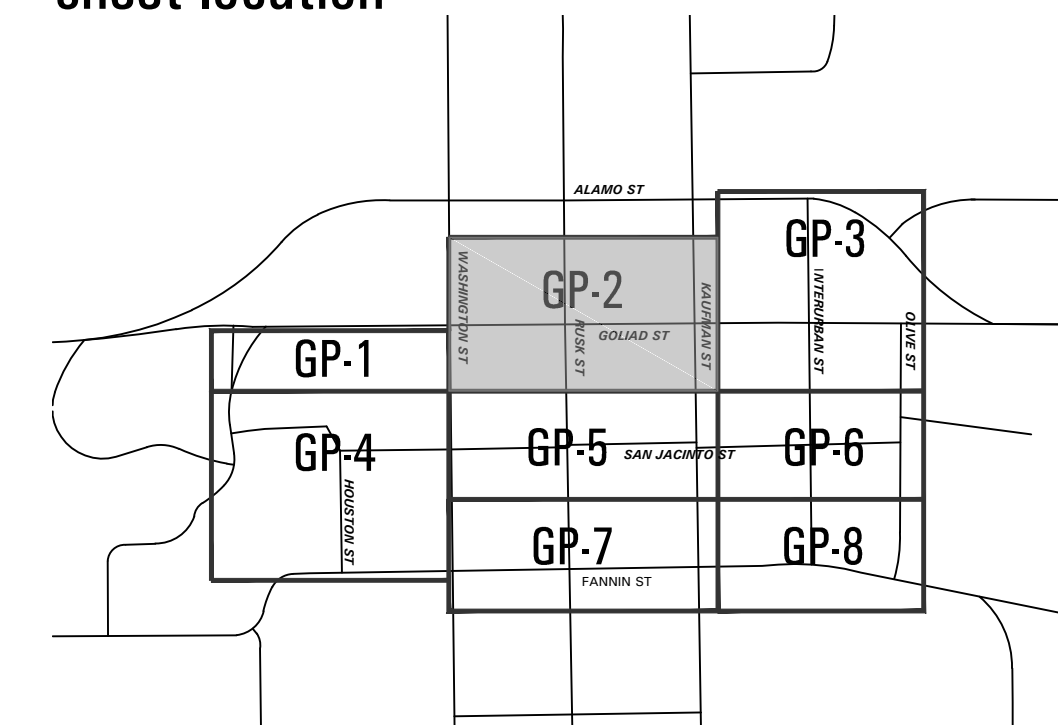 sheet location
ALAMO ST
GP-3
GP-2
WASHINGTON ST
KAUFMAN ST
INTERURBAN ST
OLIVE ST
RUSK ST
GOLIAD ST
GP-1
GP-4
GP-5
SAN JACINTO ST
GP-6
HOUSTON ST
GP-7
GP-8
FANNIN ST